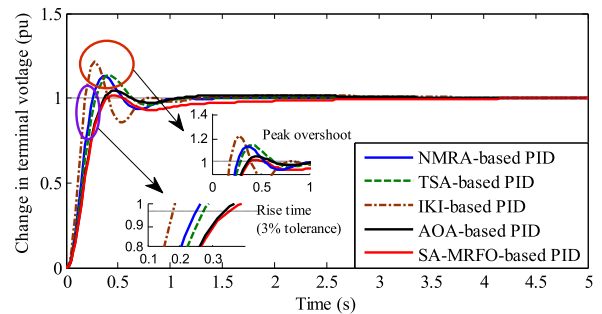 Change in terminal votlage (pu)
1.5
1
0.5
0
0
0.5
1
1.5
2
2.5
3
3.5
4
4.5
5
Time (s)
1.4
1.2
1
0.8
0
0.5
1
Peak overshoot
1
0.9
0.8
0.1
0.2
0.3
Rise time
(3% tolerance)
NMRA-based PID
TSA-based PID
IKI-based PID
AOA-based PID
SA-MRFO-based PID